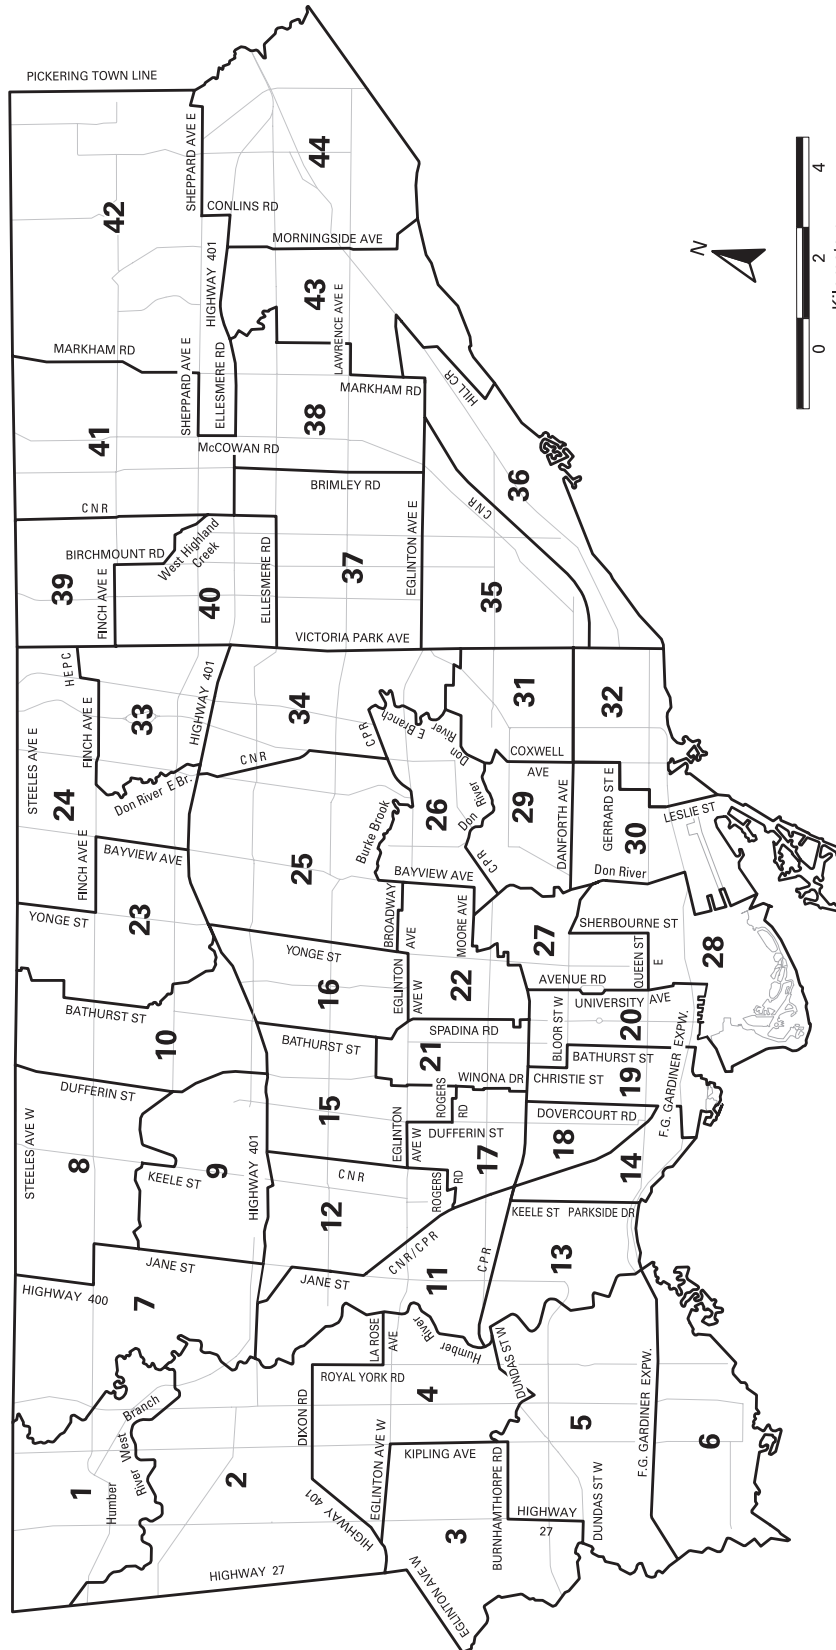 PICKERING TOWN LINE
SHEPPARD AVE E
42
44
CONLINS RD
MORNINGSIDE AVE
HIGHWAY 401
43
LAWRENCE AVE E
MARKHAM RD
SHEPPARD AVE E
ELLESMERE RD
MARKHAM RD
HILL CR
41
38
McCOWAN RD
BRIMLEY RD
36
CNR
CNR
BIRCHMOUNT RD
West Highland
Creek
39
FINCH AVE E
40
ELLESMERE RD
37
EGLINTON AVE E
35
VICTORIA PARK AVE
HEPC
STEELES AVE E
24
FINCH AVE E
33
HIGHWAY 401
34
CNR
CPR
E Branch
Don
River
31
COXWELL
AVE
32
Don River E Br.
FINCH AVE E
BAYVIEW AVE
25
Burke Brook
26
Don River
CPR
29
DANFORTH AVE
GERRARD ST E
30
LESLIE ST
Don River
YONGE ST
23
BAYVIEW AVE
BROADWAY
AVE
MOORE AVE
27
SHERBOURNE ST
QUEEN ST
E
28
YONGE ST
16
EGLINTON
AVE W
22
AVENUE RD
UNIVERSITY AVE
BATHURST ST
10
BATHURST ST
SPADINA RD
BLOOR ST W
20
BATHURST ST
F.G. GARDINER EXPW.
21
WINONA DR
CHRISTIE ST
19
DUFFERIN ST
STEELES AVE W
8
15
ROGERS
RD
EGLINTON
AVE W
DUFFERIN ST
DOVERCOURT RD
18
KEELE ST
9
HIGHWAY 401
CNR
17
ROGERS
RD
14
12
KEELE ST
PARKSIDE DR
13
JANE ST
JANE ST
CNR/CPR
CPR
HIGHWAY 400
7
11
LA ROSE
AVE
Humber
River
DUNDAS ST W
ROYAL YORK RD
DIXON RD
4
5
F.G. GARDINER EXPW.
6
West
Branch
River
Humber
1
2
EGLINTON AVE W
KIPLING AVE
BURNHAMTHORPE RD
HIGHWAY
27
DUNDAS ST W
HIGHWAY 401
3
HIGHWAY 27
EGLINTON AVE W
N
0
2
4